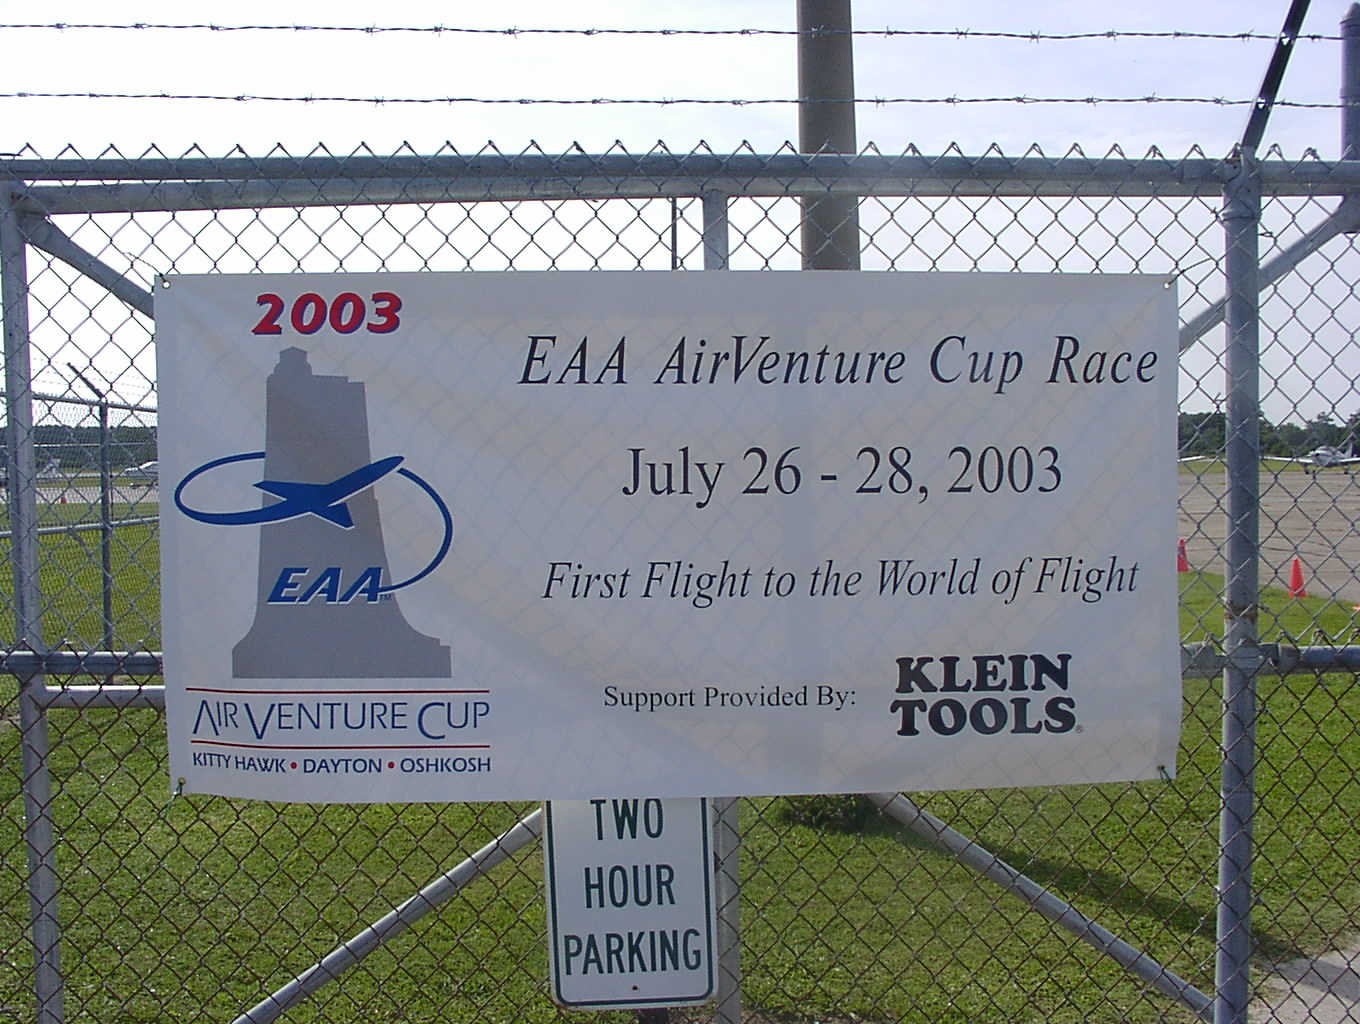 2003
EAA
AIR VENTURE CUP
KITTY HAWK • DAYTON • OSHKOSH
EAA AirVenture Cup Race
July 26 - 28, 2003
First Flight to the World of Flight
Support Provided By:
KLEIN
TOOLS®
TWO
HOUR
PARKING